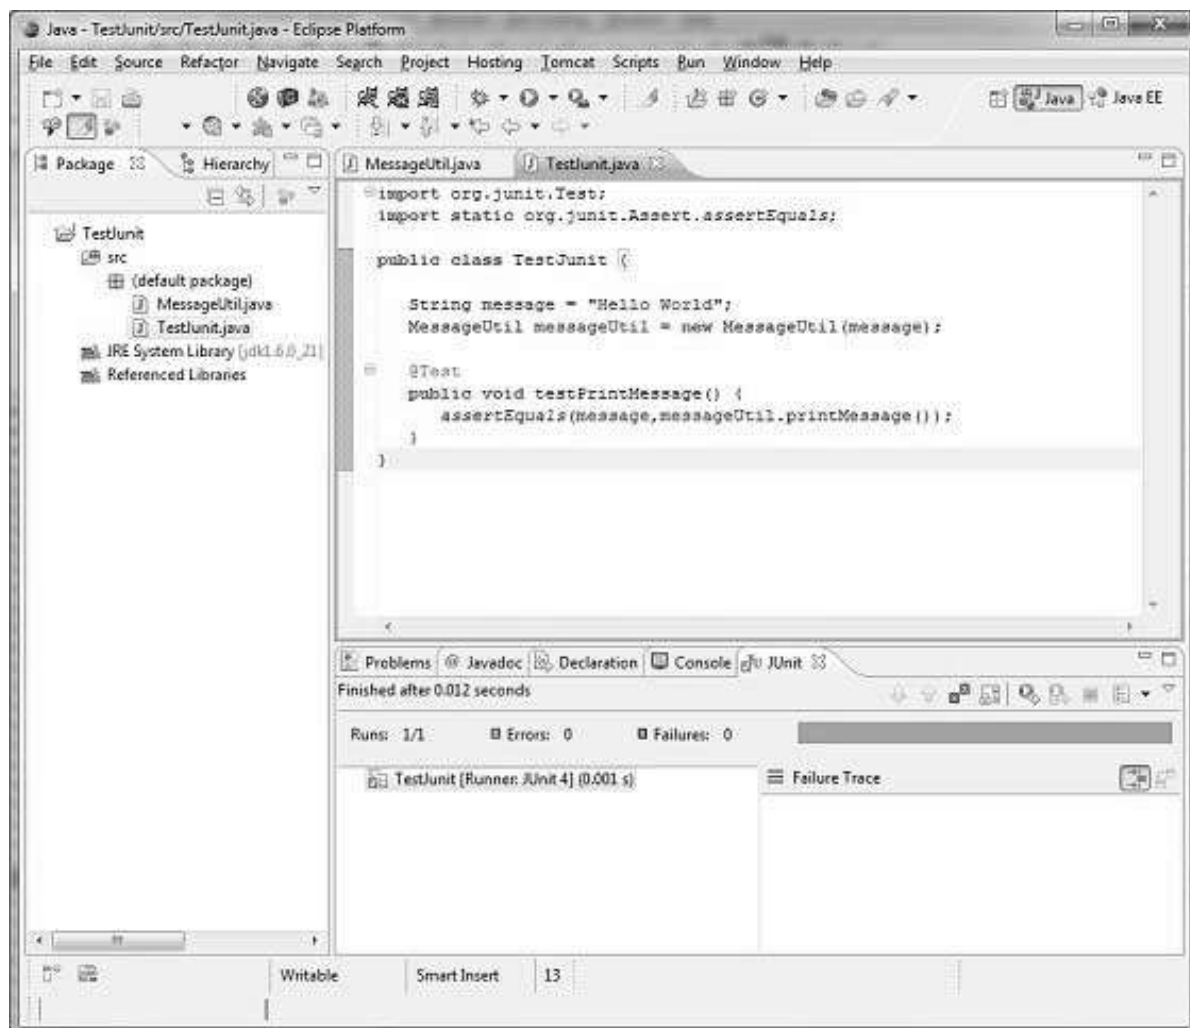 Java - TestJunit/src/TestJunit.java - Eclipse Platform
File Edit Source Refactor Navigate Search Project Hosting Tomcat Scripts Run Window Help
Java Java EE
Package Hierarchy
MessageUtil.java TestJunit.java
TestJunit
src
(default package)
MessageUtil.java
TestJunit.java
JRE System Library [jdk1.6.0_21]
Referenced Libraries
import org.junit.Test;
import static org.junit.Assert.assertEquals;
public class TestJunit {
String message = "Hello World";
MessageUtil messageUtil = new MessageUtil(message);
@Test
public void testPrintMessage() {
assertEquals(message,messageUtil.printMessage());
}
}
Problems @ Javadoc Declaration Console JUnit
Finished after 0.012 seconds
Runs: 1/1 Errors: 0 Failures: 0
TestJunit [Runner: JUnit 4] (0.001 s)
Failure Trace
Writable Smart Insert 13